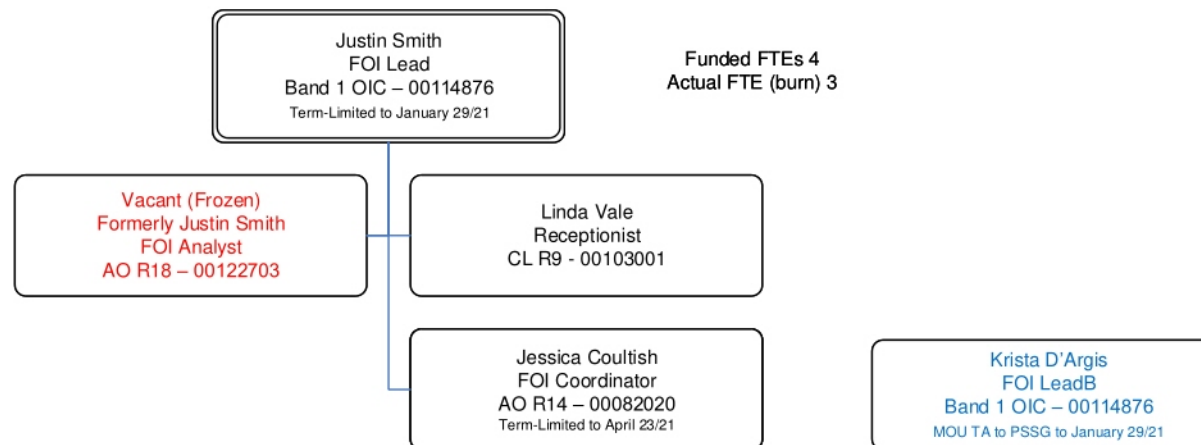 Justin Smith
FOI Lead
Band 1 OIC – 00114876
Term-Limited to January 29/21
Funded FTEs 4
Actual FTE (burn) 3
Vacant (Frozen)
Formerly Justin Smith
FOI Analyst
AO R18 – 00122703
Linda Vale
Receptionist
CL R9 - 00103001
Jessica Coultish
FOI Coordinator
AO R14 – 00082020
Term-Limited to April 23/21
Krista D'Argis
FOI LeadB
Band 1 OIC – 00114876
MOU TA to PSSG to January 29/21